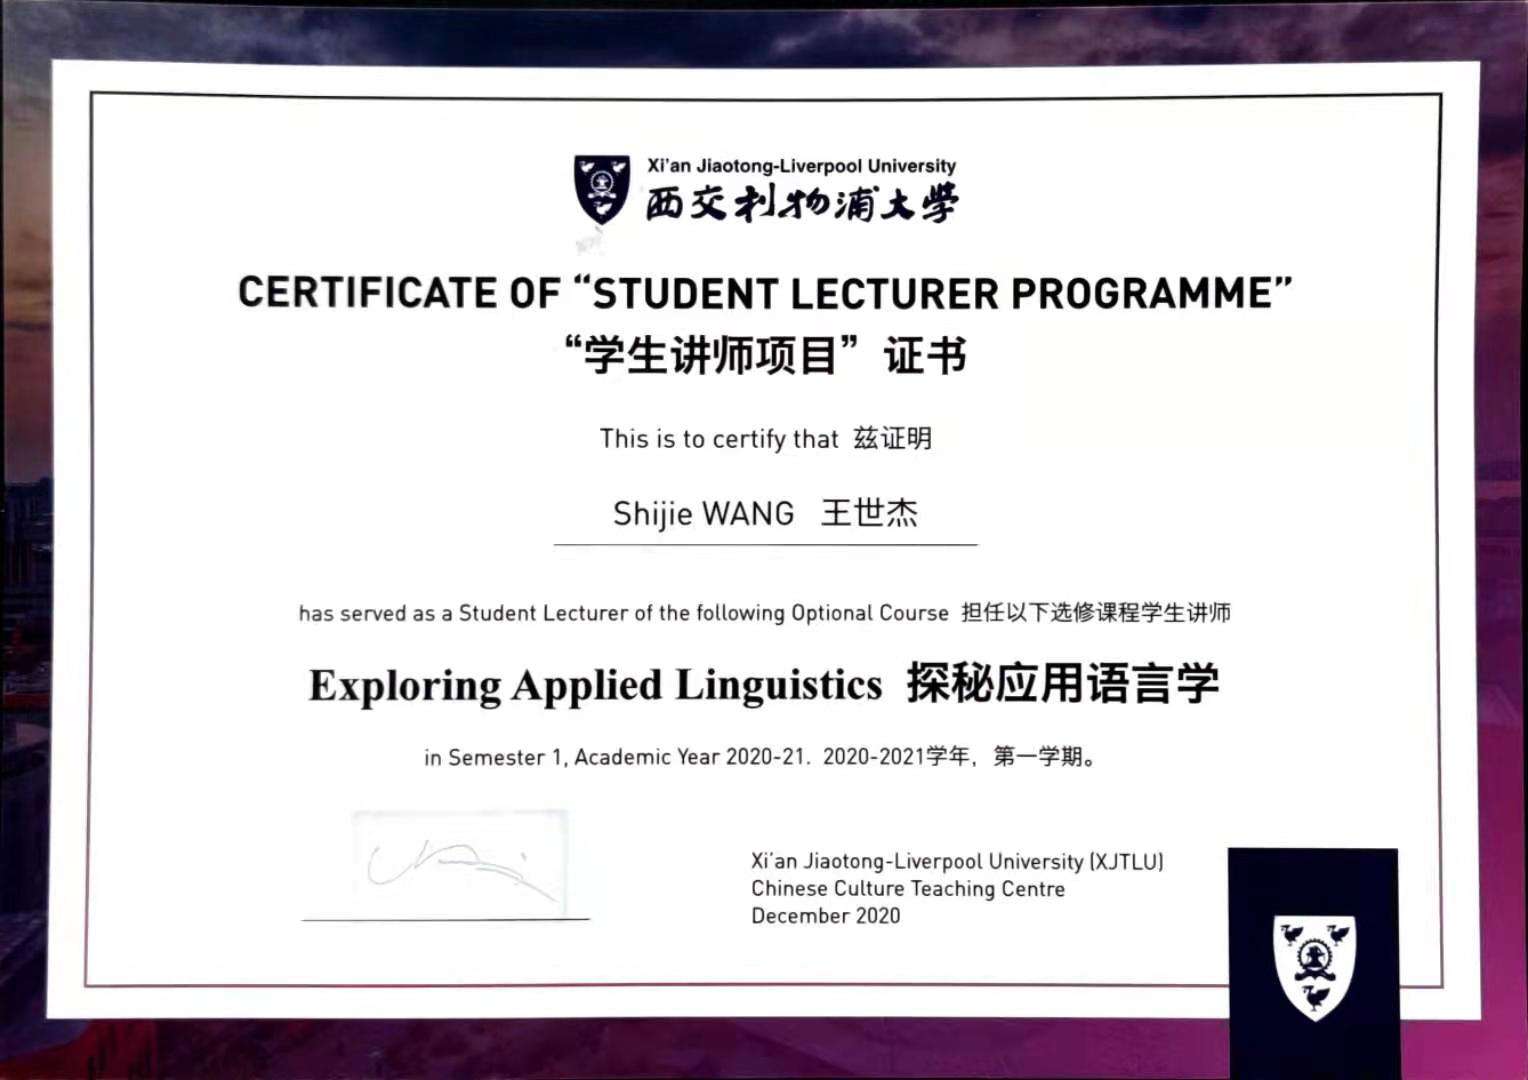 Xi'an Jiaotong-Liverpool University
西交利物浦大学
CERTIFICATE OF “STUDENT LECTURER PROGRAMME”
“学生讲师项目”证书
This is to certify that 兹证明
Shijie WANG 王世杰
has served as a Student Lecturer of the following Optional Course 担任以下选修课程学生讲师
Exploring Applied Linguistics 探秘应用语言学
in Semester 1, Academic Year 2020-21. 2020-2021学年，第一学期。
Xi'an Jiaotong-Liverpool University (XJTLU)
Chinese Culture Teaching Centre
December 2020